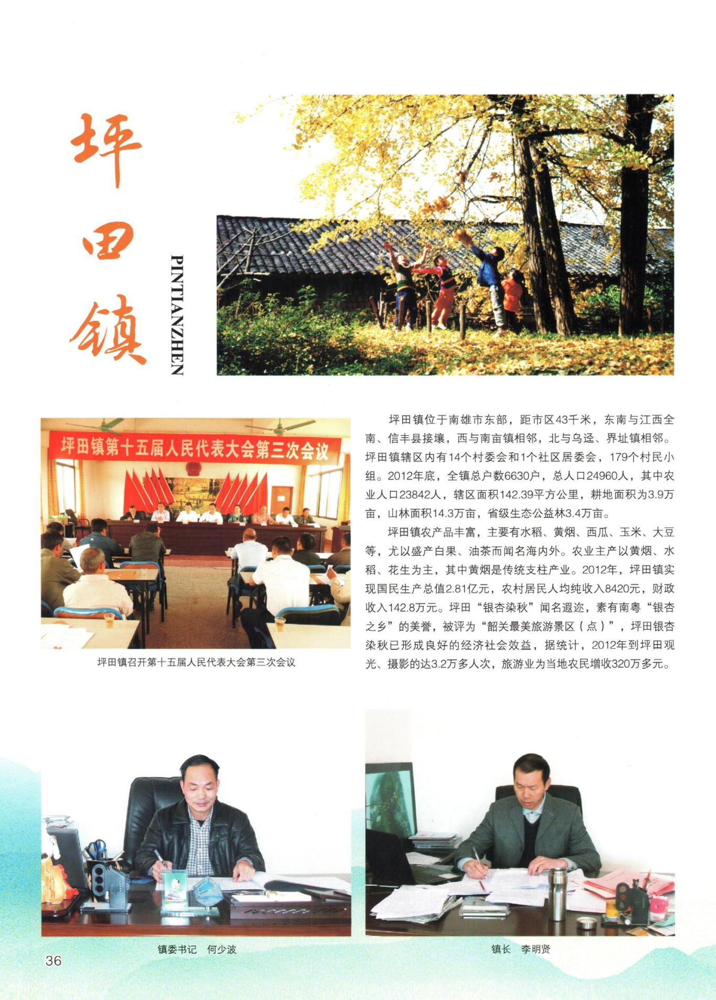 坪田镇
PINTIANZHEN
坪田镇第十五届人民代表大会第三次会议
坪田镇召开第十五届人民代表大会第三次会议
坪田镇位于南雄市东部，距市区43千米，东南与江西全
南、信丰县接壤，西与南亩镇相邻，北与乌迳、界址镇相邻。
坪田镇辖区内有14个村委会和1个社区居委会，179个村民小
组。2012年底，全镇总户数6630户，总人口24960人，其中农
业人口23842人，辖区面积142.39平方公里，耕地面积为3.9万
亩，山林面积14.3万亩，省级生态公益林3.4万亩。
坪田镇农产品丰富，主要有水稻、黄烟、西瓜、玉米、大豆
等，尤以盛产白果、油茶而闻名海内外。农业主产以黄烟、水
稻、花生为主，其中黄烟是传统支柱产业。2012年，坪田镇实
现国民生产总值2.81亿元，农村居民人均纯收入8420元，财政
收入142.8万元。坪田“银杏染秋”闻名遐迩，素有南粤“银杏
之乡”的美誉，被评为“韶关最美旅游景区（点）”，坪田银杏
染秋已形成良好的经济社会效益，据统计，2012年到坪田观
光、摄影的达3.2万多人次，旅游业为当地农民增收320万多元。
镇委书记 何少波
镇长 李明贤
36